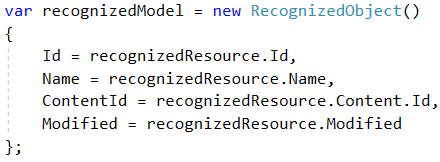 var recognizedModel = new RecognizedObject()
{
    Id = recognizedResource.Id,
    Name = recognizedResource.Name,
    ContentId = recognizedResource.Content.Id,
    Modified = recognizedResource.Modified
};